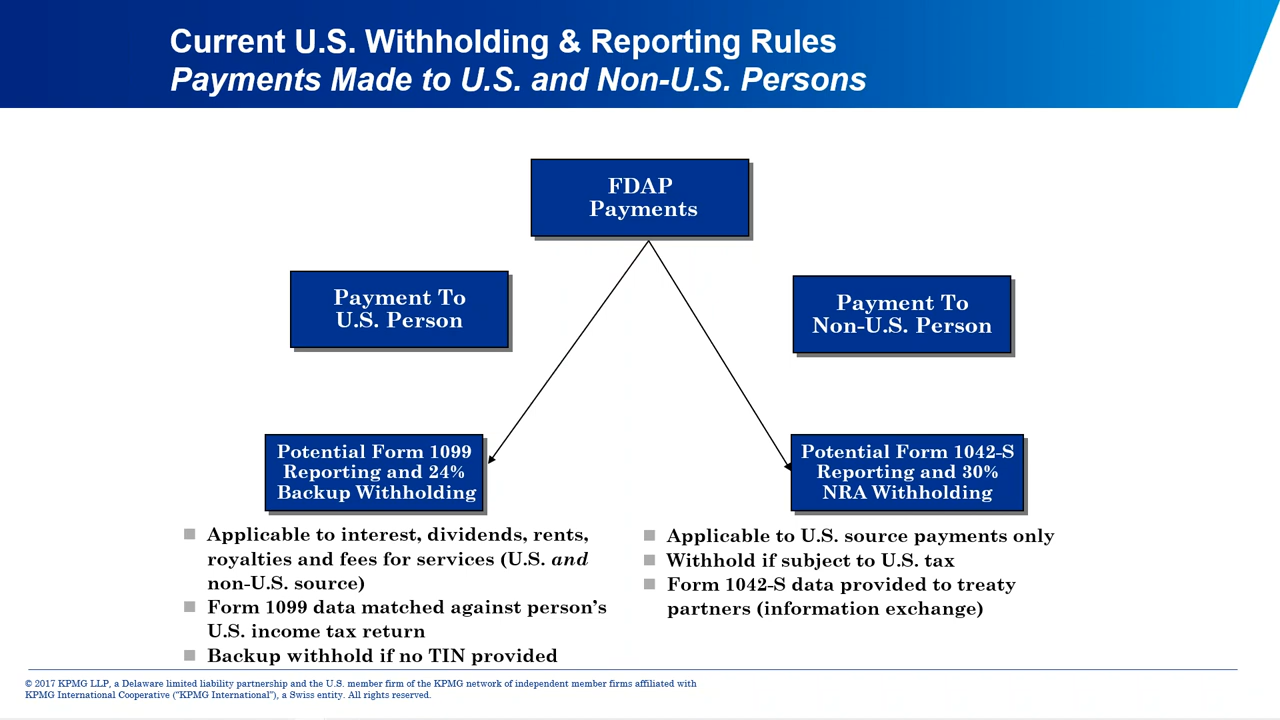 Current U.S. Withholding & Reporting Rules
Payments Made to U.S. and Non-U.S. Persons
FDAP
Payments
Payment To
U.S. Person
Payment To
Non-U.S. Person
Potential Form 1099
Reporting and 24%
Backup Withholding
Potential Form 1042-S
Reporting and 30%
NRA Withholding
Applicable to interest, dividends, rents,
royalties and fees for services (U.S. and
non-U.S. source)
Form 1099 data matched against person's
U.S. income tax return
Backup withhold if no TIN provided
Applicable to U.S. source payments only
Withhold if subject to U.S. tax
Form 1042-S data provided to treaty
partners (information exchange)
© 2017 KPMG LLP, a Delaware limited liability partnership and the U.S. member firm of the KPMG network of independent member firms affiliated with
KPMG International Cooperative ("KPMG International"), a Swiss entity. All rights reserved.